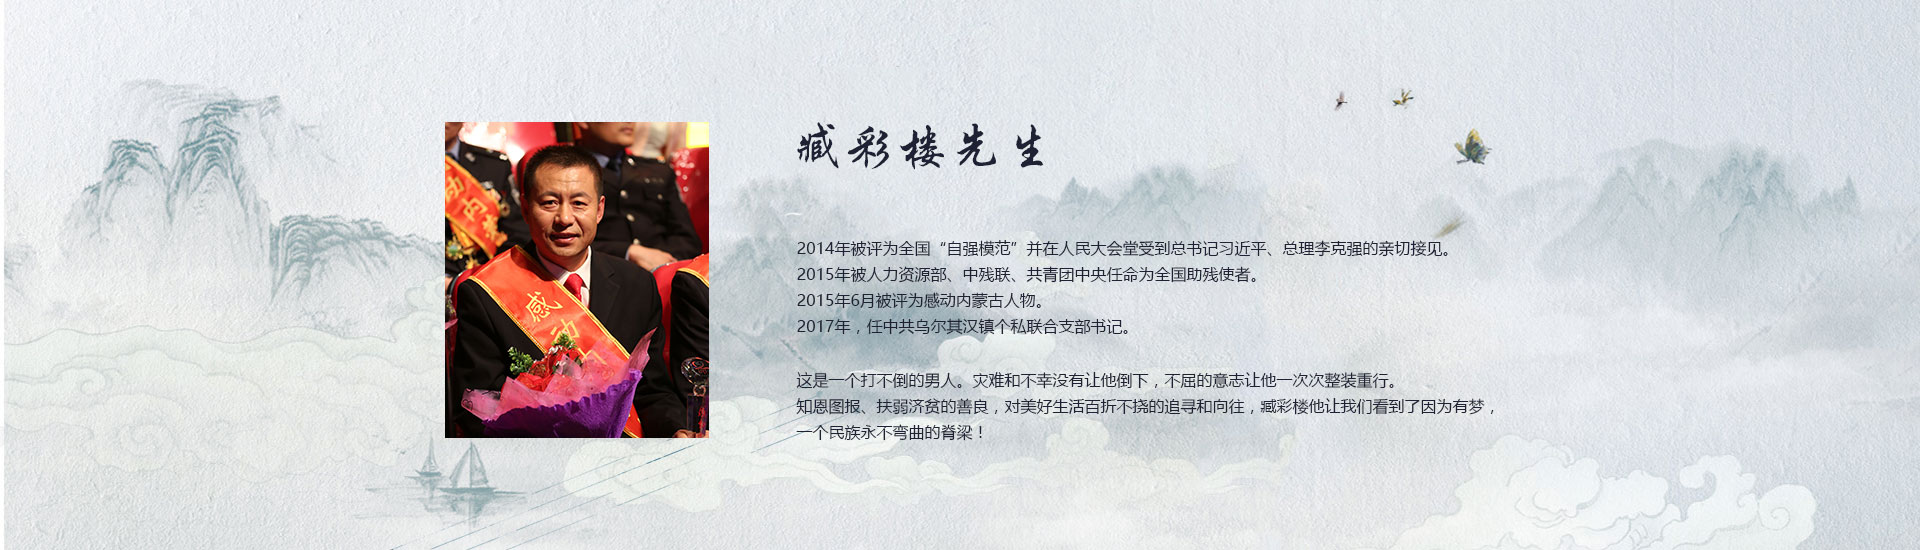 臧彩楼先生
2014年被评为全国“自强模范”并在人民大会堂受到总书记习近平、总理李克强的亲切接见。
2015年被人力资源部、中残联、共青团中央任命为全国助残使者。
2015年6月被评为感动内蒙古人物。
2017年，任中共乌尔其汉镇个私联合支部书记。
这是一个打不倒的男人。灾难和不幸没有让他倒下，不屈的意志让他一次次整装重行。
知恩图报、扶弱济贫的善良，对美好生活百折不挠的追寻和向往，臧彩楼他让我们看到了因为有梦，
一个民族永不弯曲的脊梁！
感动
动内